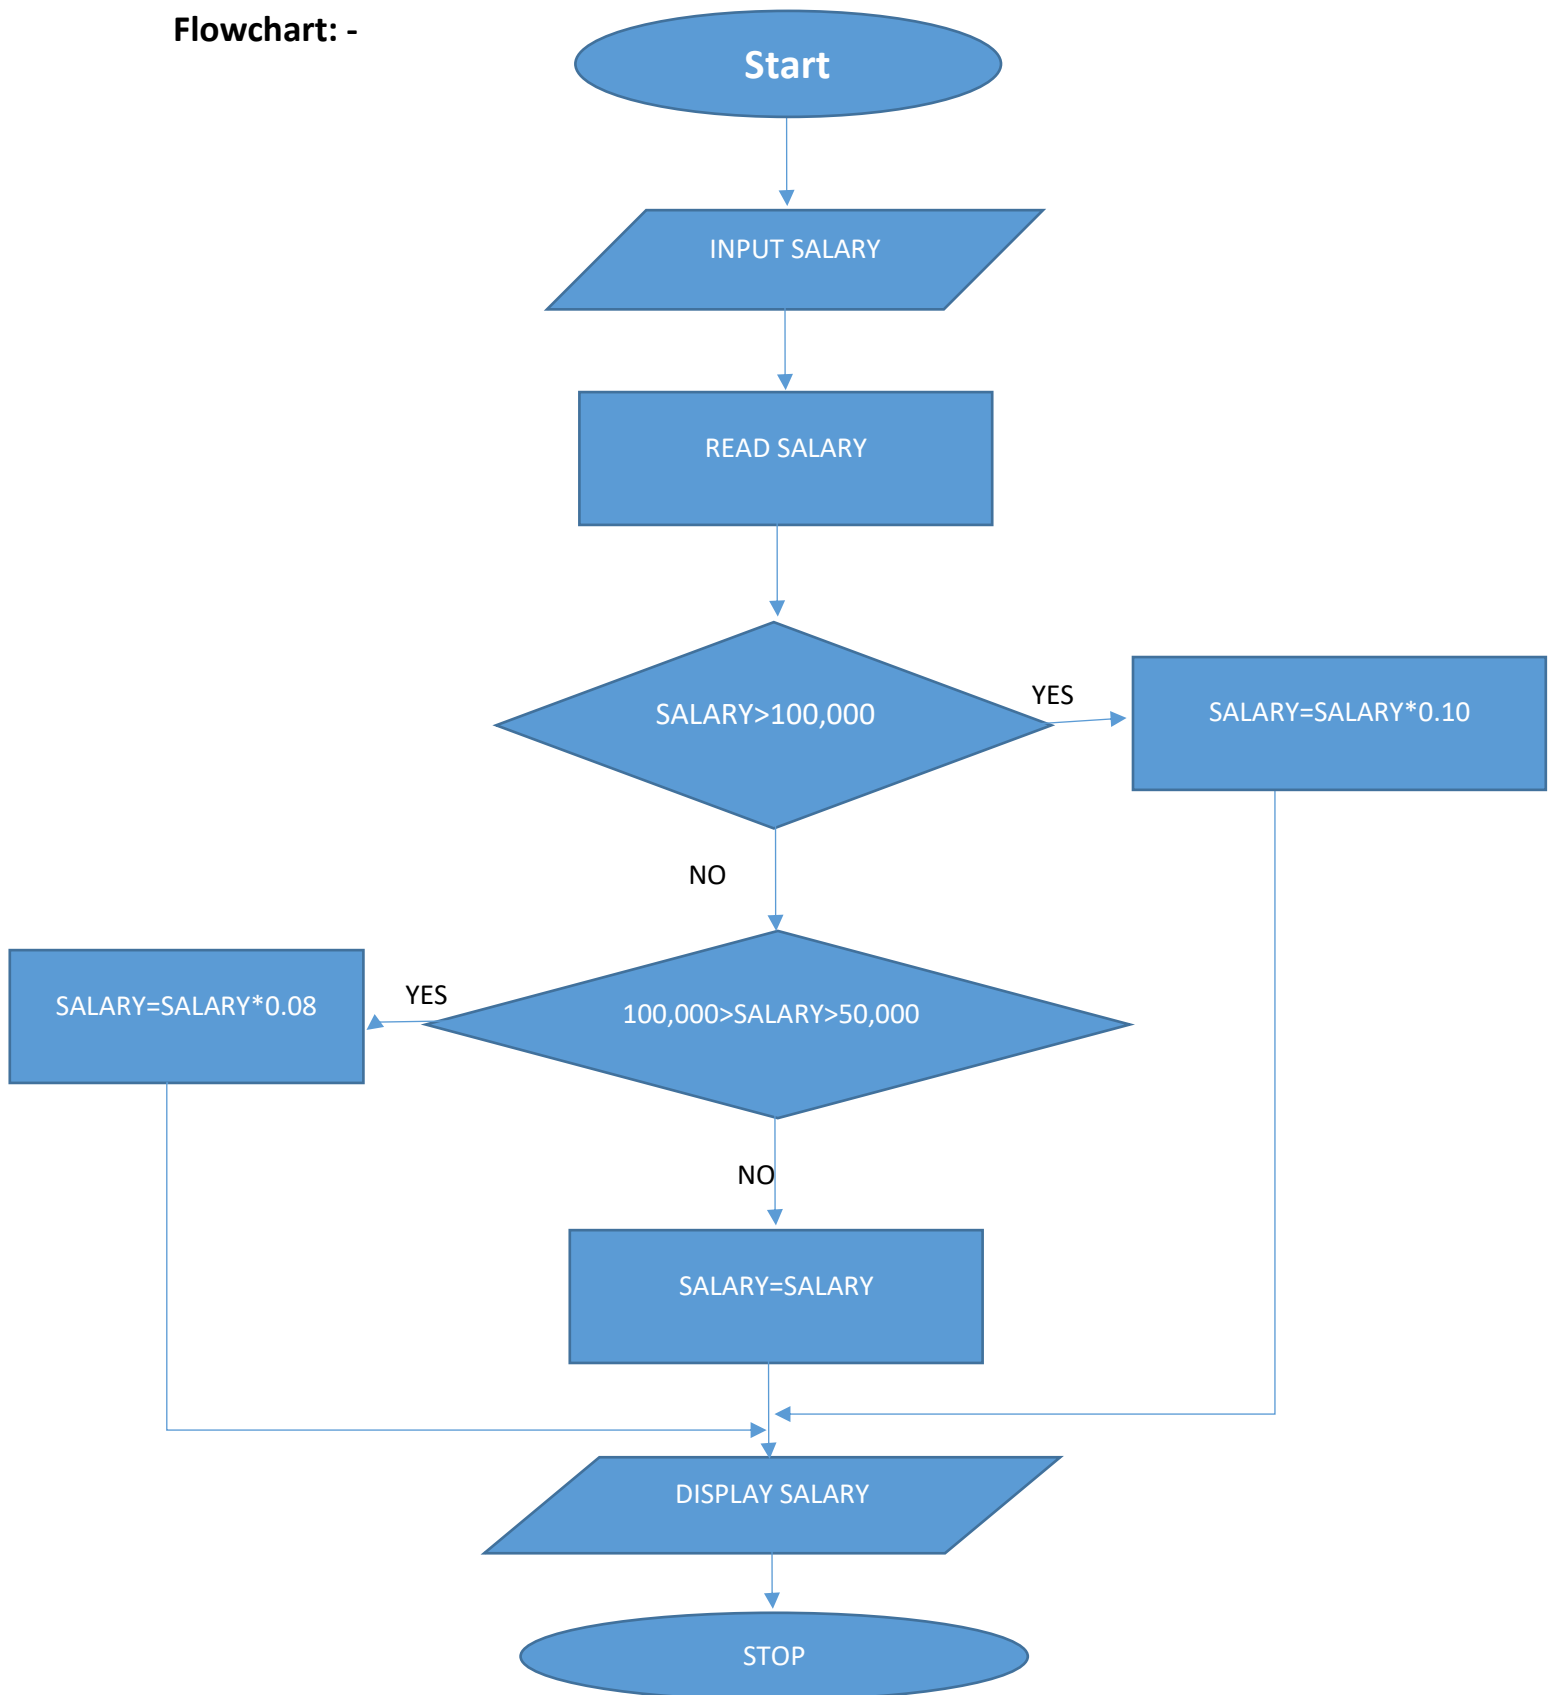 Flowchart: -
Start
INPUT SALARY
READ SALARY
SALARY>100,000
YES
SALARY=SALARY*0.10
NO
SALARY=SALARY*0.08
YES
100,000>SALARY>50,000
NO
SALARY=SALARY
DISPLAY SALARY
STOP